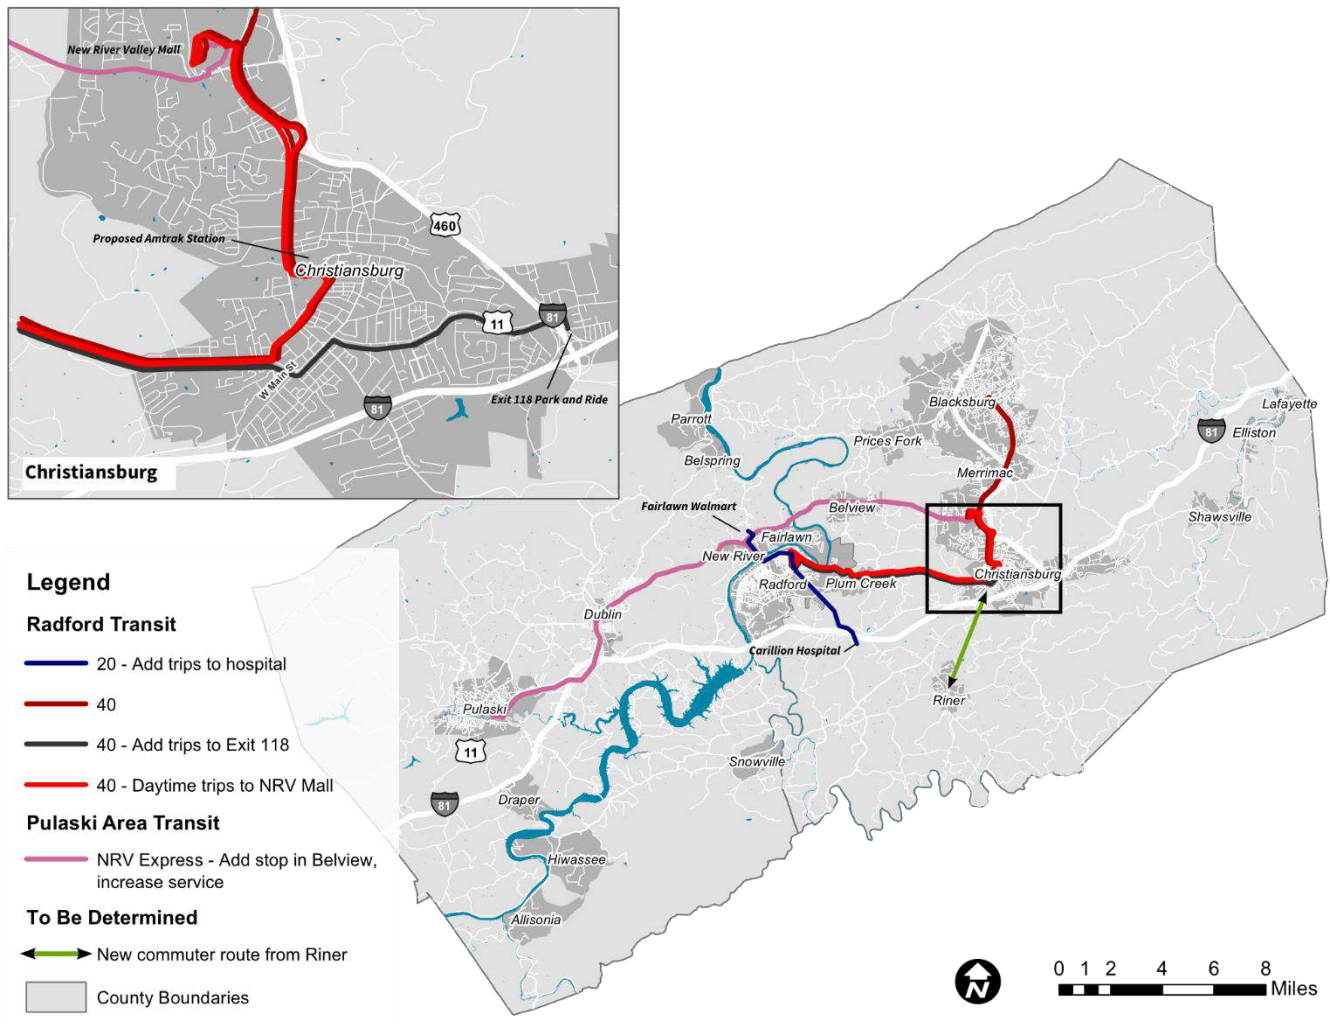 New River Valley Mall
460
Proposed Amtrak Station
Christiansburg
81
11
W Main St
Exit 118 Park and Ride
81
Christiansburg
Blacksburg
Lafayette
81
Elliston
Parrott
Prices Fork
Belspring
Merrimac
Shawsville
Fairlawn Walmart
Belview
Fairlawn
New River
Christiansburg
Radford
Plum Creek
Dublin
Carillion Hospital
Riner
Pulaski
11
Snowville
81
Draper
Hiwassee
Allisonia
Legend
Radford Transit
20 - Add trips to hospital
40
40 - Add trips to Exit 118
40 - Daytime trips to NRV Mall
Pulaski Area Transit
NRV Express - Add stop in Belview,
increase service
To Be Determined
New commuter route from Riner
County Boundaries
N
0 1 2 4 6 8
Miles